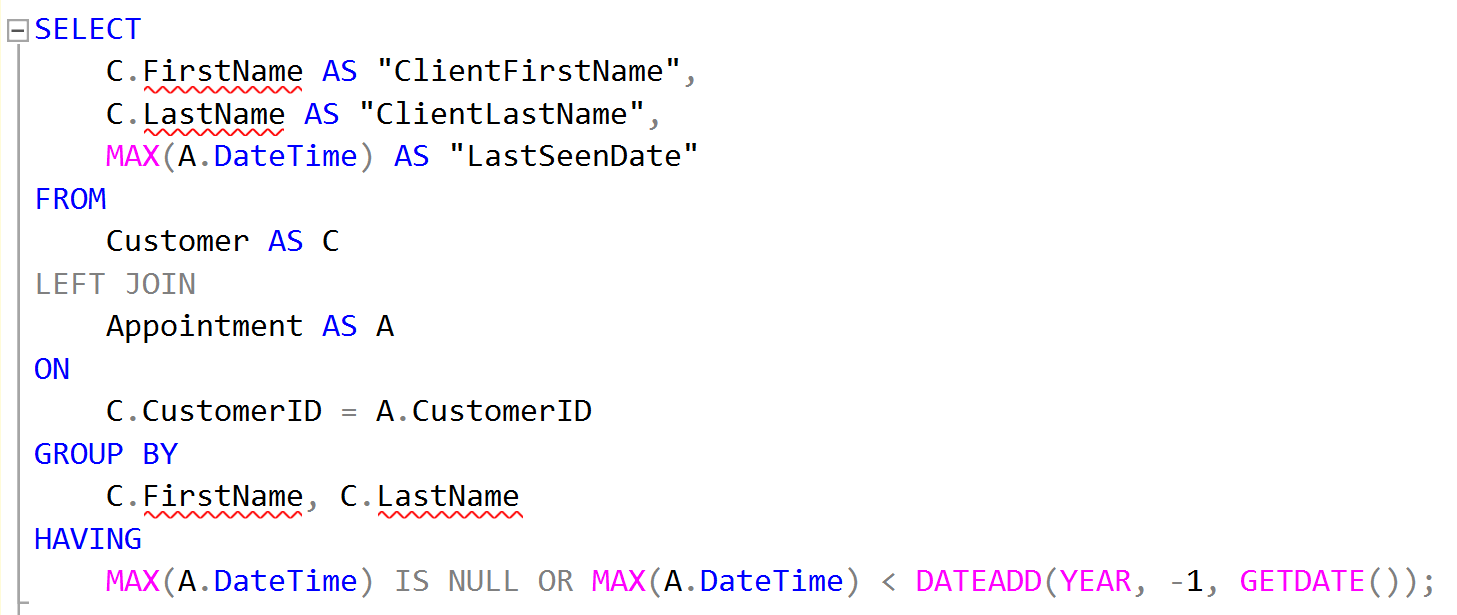 SELECT
C.FirstName AS "ClientFirstName",
C.LastName AS "ClientLastName",
MAX(A.DateTime) AS "LastSeenDate"
FROM
Customer AS C
LEFT JOIN
Appointment AS A
ON
C.CustomerID = A.CustomerID
GROUP BY
C.FirstName, C.LastName
HAVING
MAX(A.DateTime) IS NULL OR MAX(A.DateTime) < DATEADD(YEAR, -1, GETDATE());